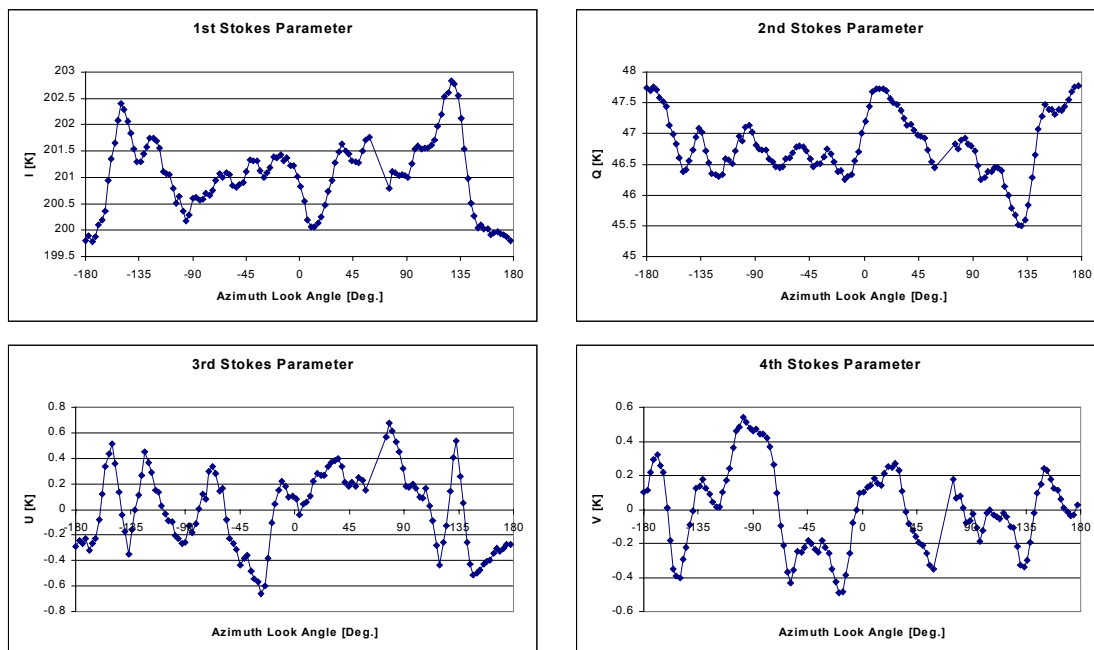 1st Stokes Parameter
I [K]
203
202.5
202
201.5
201
200.5
200
199.5
-180 -135 -90 -45 0 45 90 135 180
Azimuth Look Angle [Deg.]
2nd Stokes Parameter
Q [K]
48
47.5
47
46.5
46
45.5
45
-180 -135 -90 -45 0 45 90 135 180
Azimuth Look Angle [Deg.]
3rd Stokes Parameter
U [K]
0.8
0.6
0.4
0.2
0
-0.2
-0.4
-0.6
-0.8
-180 -135 -90 -45 0 45 90 135 180
Azimuth Look Angle [Deg.]
4th Stokes Parameter
V [K]
0.6
0.4
0.2
0
-0.2
-0.4
-0.6
-180 -135 -90 -45 0 45 90 135 180
Azimuth Look Angle [Deg.]